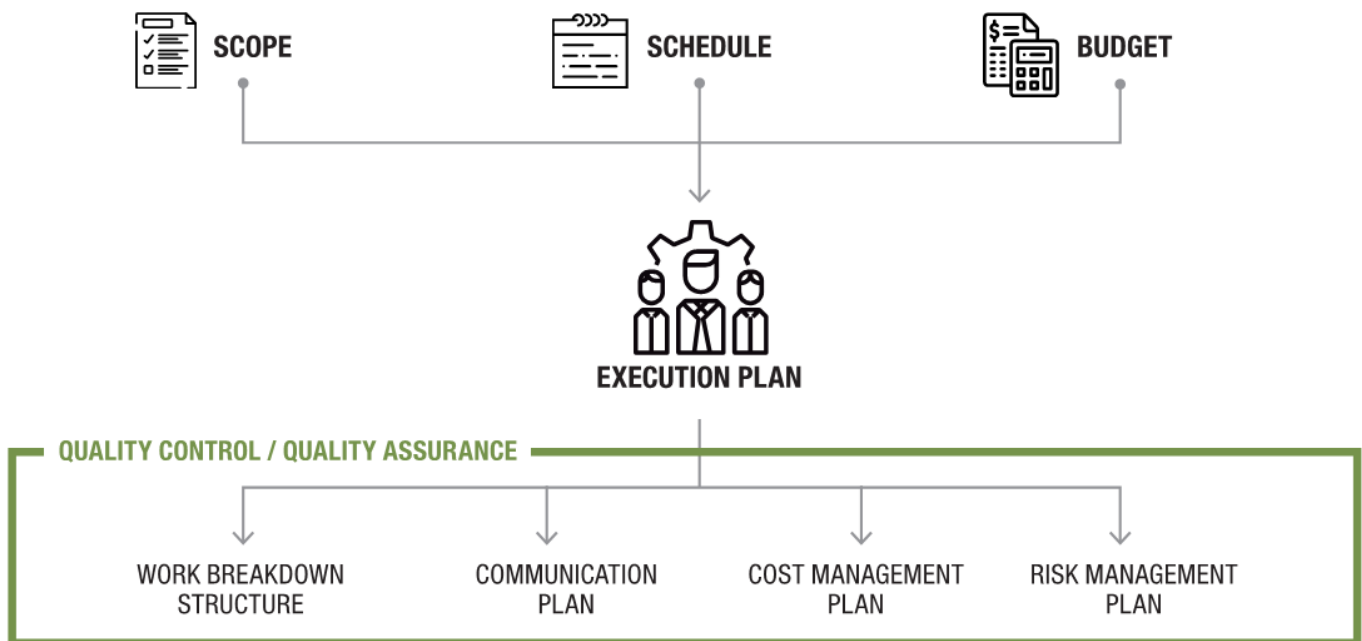 SCOPE
SCHEDULE
BUDGET
$=
EXECUTION PLAN
QUALITY CONTROL / QUALITY ASSURANCE
WORK BREAKDOWN
STRUCTURE
COMMUNICATION
PLAN
COST MANAGEMENT
PLAN
RISK MANAGEMENT
PLAN